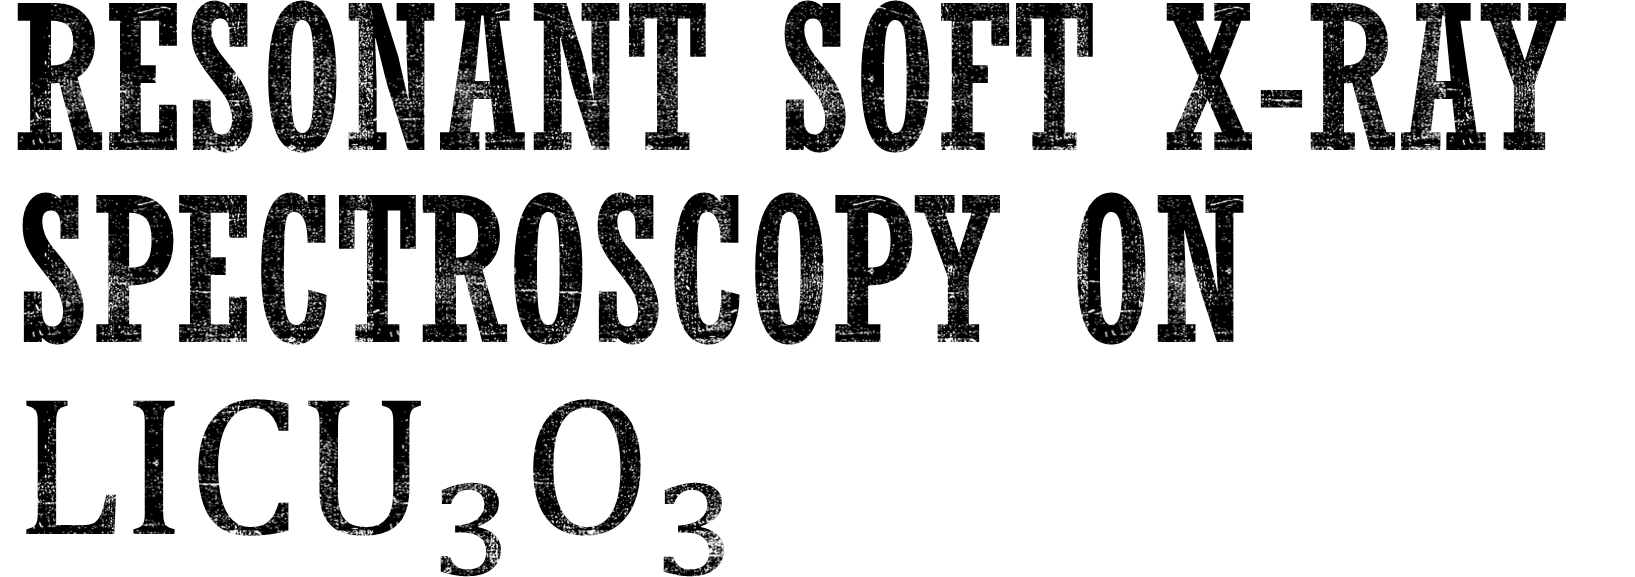 RESONANT SOFT X-RAY
SPECTROSCOPY ON
LICU₃O₃